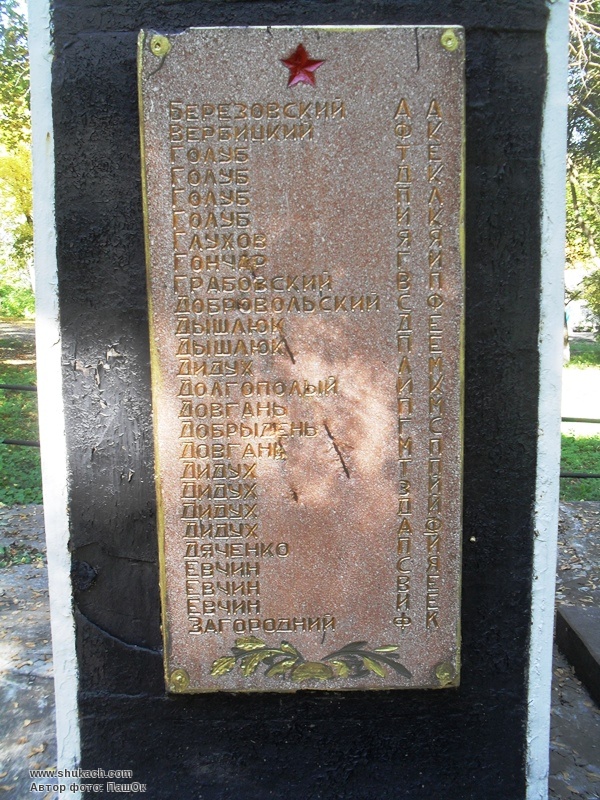 БЕРЕЗОВСКИЙ А А
ВЕРБИЦКИЙ Ф К
ГОЛУБ Т Е
ГОЛУБ Д К
ГОЛУБ П Л
ГОЛУБ И К
ГЛУХОВ Я Я
ГОНЧАР Г И
ГРАБОВСКИЙ В П
ДОБРОВОЛЬСКИЙ С Ф
ДЫШЛЮК Д Е
ДЫШЛЮК П Е
ДИДУХ Л М
ДОЛГОПОЛЫЙ И И
ДОВГАНЬ П М
ДОБРЫДЕНЬ Г С
ДОВГАНЬ М П
ДИДУХ Т П
ДИДУХ З И
ДИДУХ Д И
ДИДУХ А Ф
ДЯЧЕНКО П И
ЕВЧИН С Я
ЕВЧИН В Е
ЕВЧИН И Е
ЗАГОРОДНИЙ Ф К
www.shukach.com
Автор фото: ПашОк